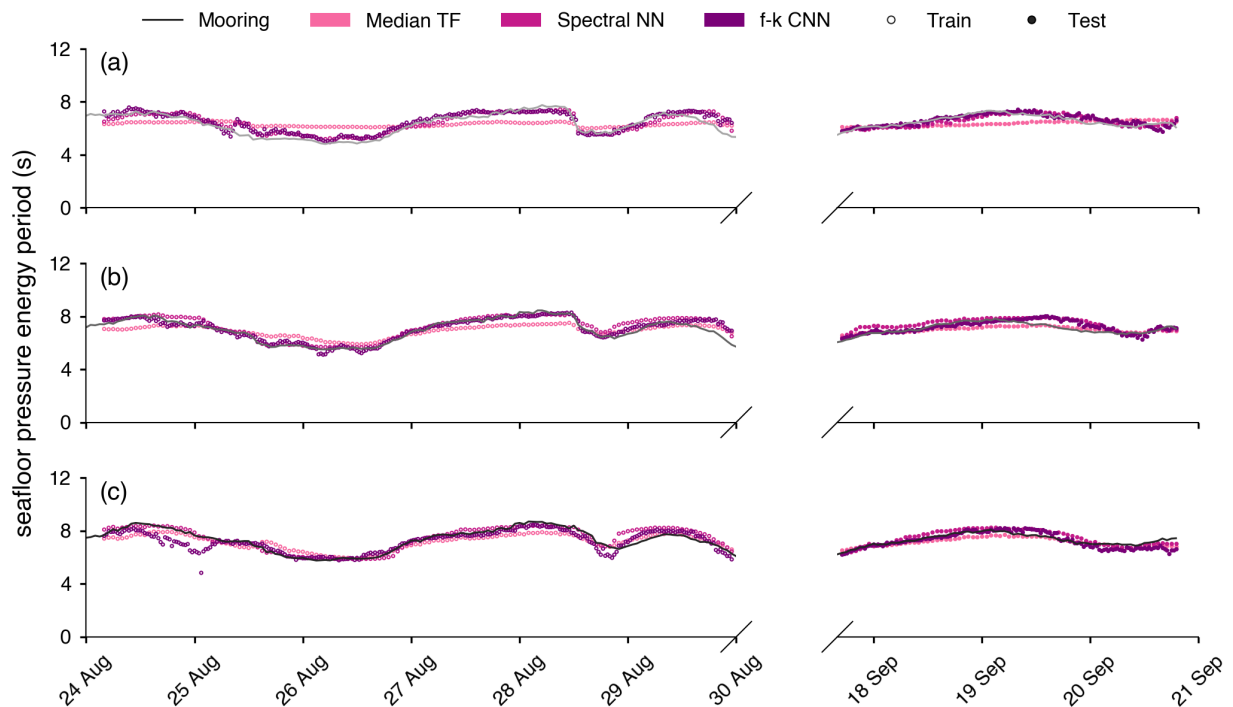 Mooring Median TF Spectral NN f-k CNN Train Test
seafloor pressure energy period (s)
(a)
12
8
4
0
(b)
12
8
4
0
(c)
12
8
4
0
24 Aug 25 Aug 26 Aug 27 Aug 28 Aug 29 Aug 30 Aug 18 Sep 19 Sep 20 Sep 21 Sep